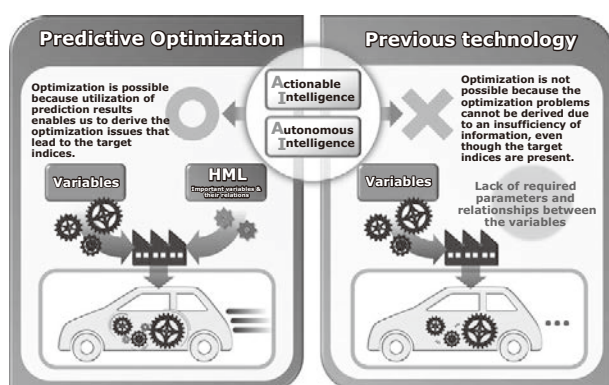 Predictive Optimization
Previous technology
Actionable
Intelligence
Autonomous
Intelligence
Optimization is possible
because utilization of
prediction results
enables us to derive the
optimization issues that
lead to the target
indices.
Variables
HML
Important variables &
their relations
Optimization is not
possible because the
optimization problems
cannot be derived due
to an insufficiency of
information, even
though the target
indices are present.
Variables
Lack of required
parameters and
relationships between
the variables